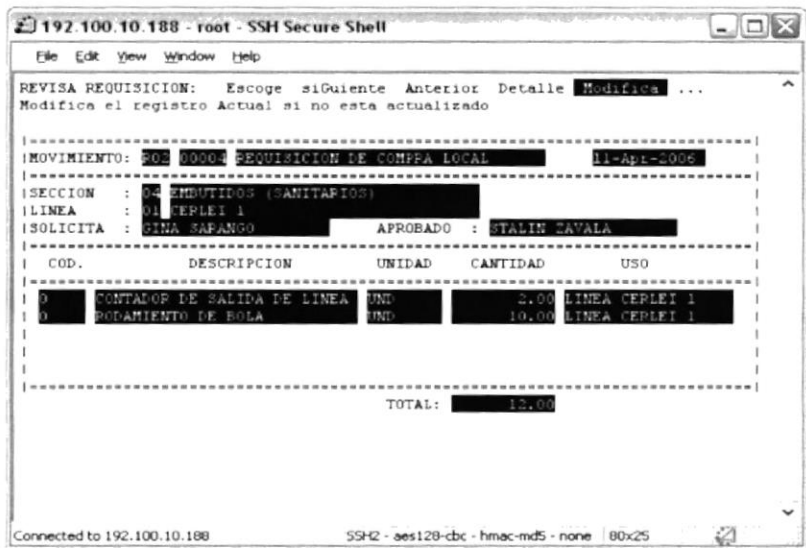 192.100.10.188 - root - SSH Secure Shell
File Edit View Window Help
REVISA REQUISICION: Escoge siGuiente Anterior Detalle Modifica ...
Modifica el registro Actual si no esta actualizado
MOVIMIENTO: R02 00004 REQUISICION DE COMPRA LOCAL 11-Apr-2006
SECCION : 04 EMBUTIDOS (SANITARIOS)
LINEA : 01 CERLEI 1
SOLICITA : GINA SARANGO APROBADO : STALIN ZAVALA
COD. DESCRIPCION UNIDAD CANTIDAD USO
0 CONTADOR DE SALIDA DE LINEA UND 2.00 LINEA CERLEI 1
0 RODAMIENTO DE BOLA UND 10.00 LINEA CERLEI 1
TOTAL: 12.00
Connected to 192.100.10.188 SSH2 - aes128-cbc - hmac-md5 - none 80x25